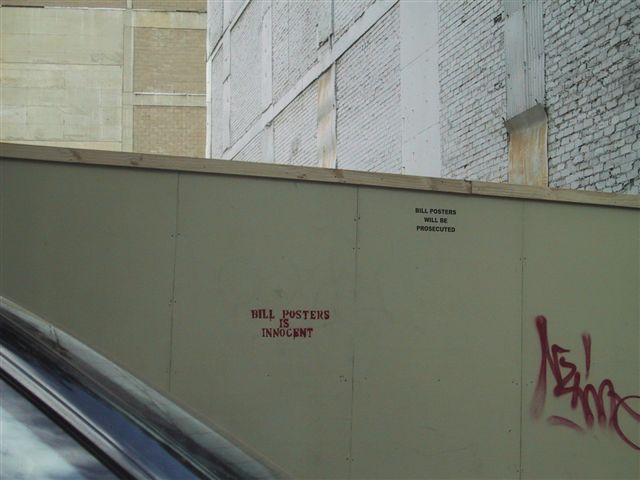 BILL POSTERS
WILL BE
PROSECUTED
BILL POSTERS
IS
INNOCENT